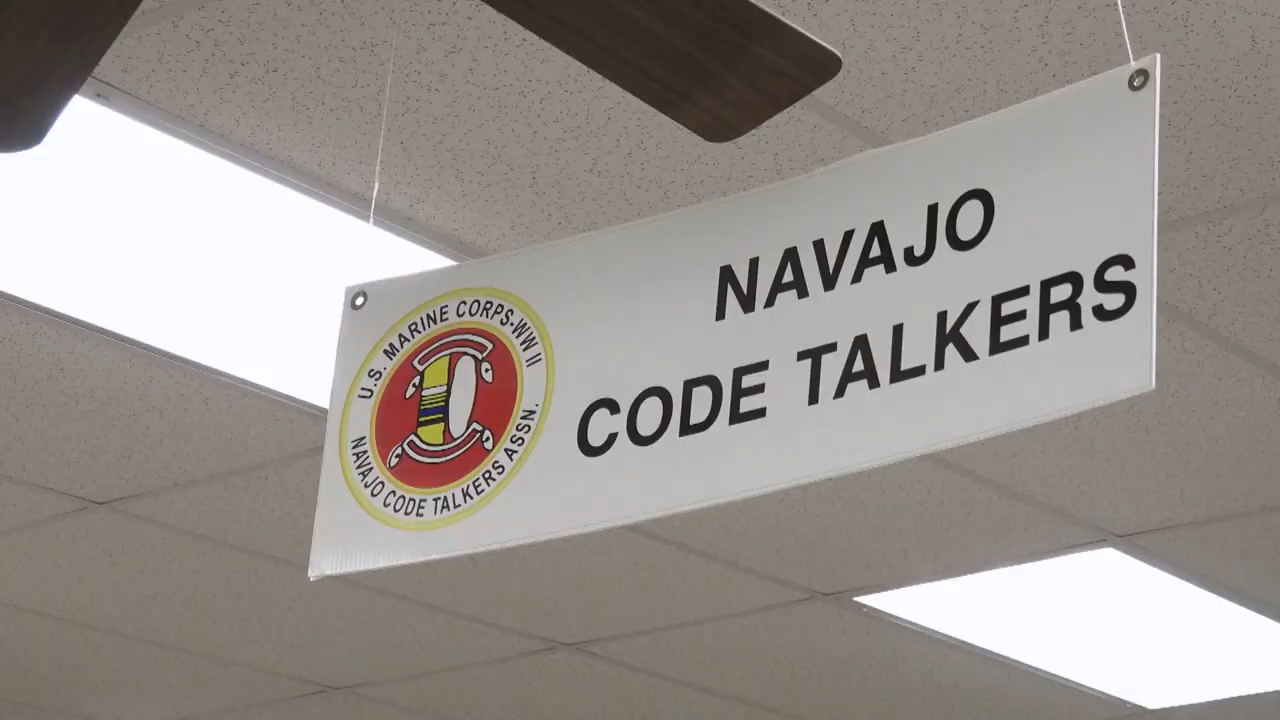 U.S. MARINE CORPS-WW II
NAVAJO CODE TALKERS ASSN.
NAVAJO
CODE TALKERS